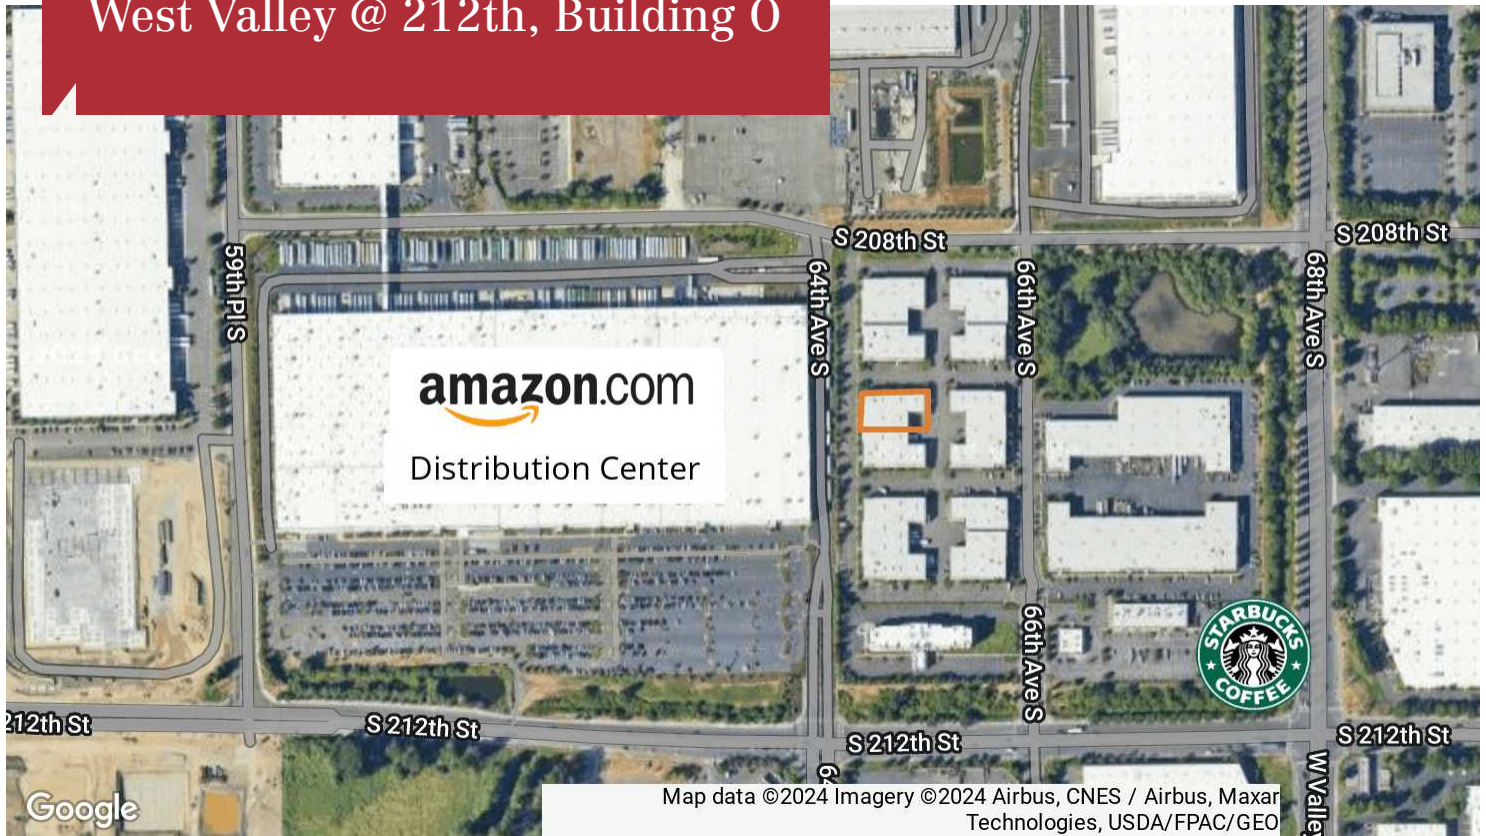 West Valley @ 212th, Building O
S 208th St
S 208th St
59th Pl S
64th Ave S
66th Ave S
68th Ave S
amazon.com
Distribution Center
STARBUCKS
COFFEE
66th Ave S
212th St
S 212th St
S 212th St
S 212th St
W Valle
Google
Map data ©2024 Imagery ©2024 Airbus, CNES / Airbus, Maxar
Technologies, USDA/FPAC/GEO